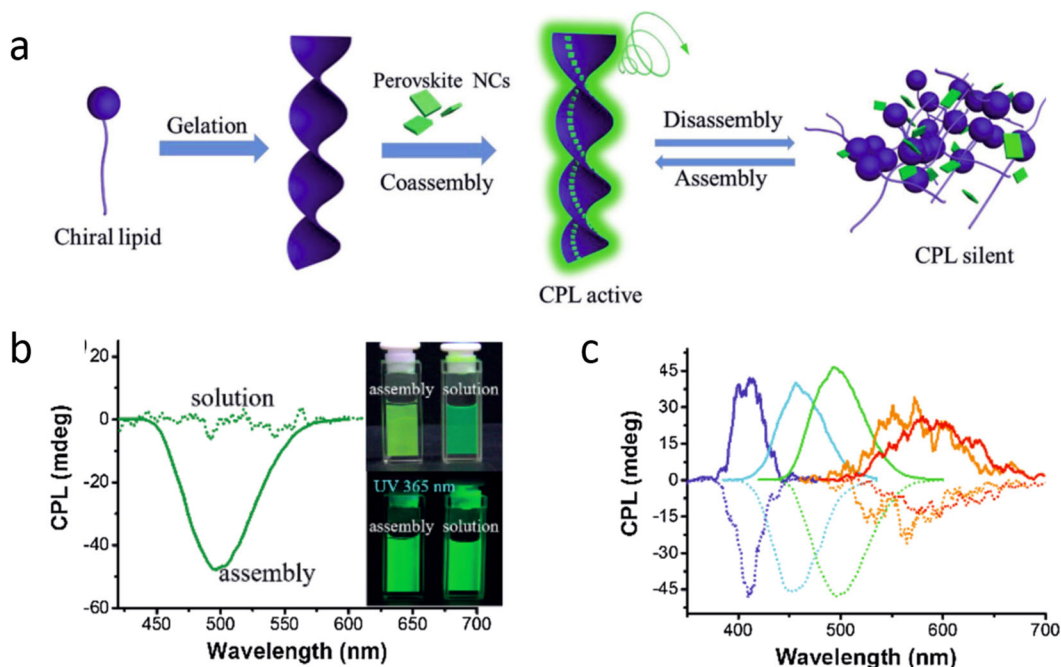 a
Chiral lipid
Gelation
Perovskite NCs
Coassembly
CPL active
Disassembly
Assembly
CPL silent
b
CPL (mdeg)
20
0
-20
-40
-60
solution
assembly
assembly solution
UV 365 nm
assembly solution
450 500 550 600 650 700
Wavelength (nm)
c
CPL (mdeg)
45
30
15
0
-15
-30
-45
400 500 600 700
Wavelength (nm)